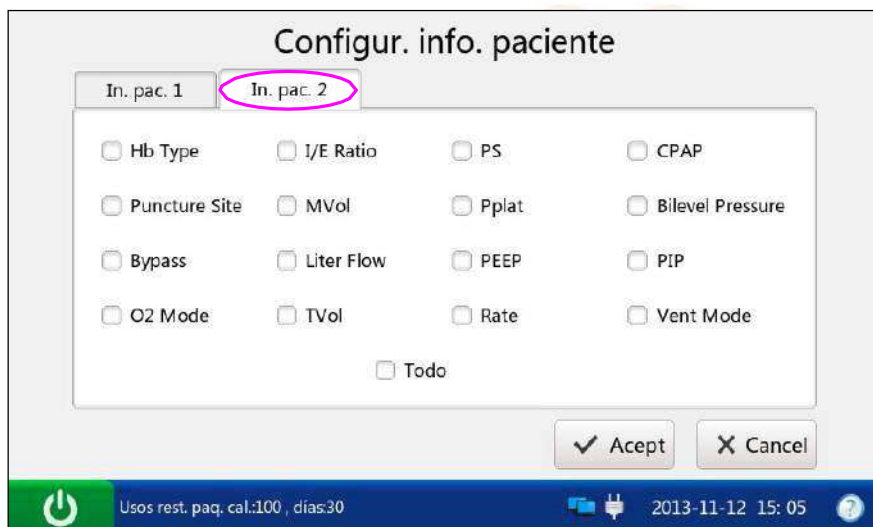 Configur. info. paciente
In. pac. 1 In. pac. 2
Hb Type I/E Ratio PS CPAP
Puncture Site MVol Pplat Bilevel Pressure
Bypass Liter Flow PEEP PIP
O2 Mode TVol Rate Vent Mode
Todo
Acept Cancel
Usos rest. paq. cal.:100 , días:30 2013-11-12 15: 05 ?